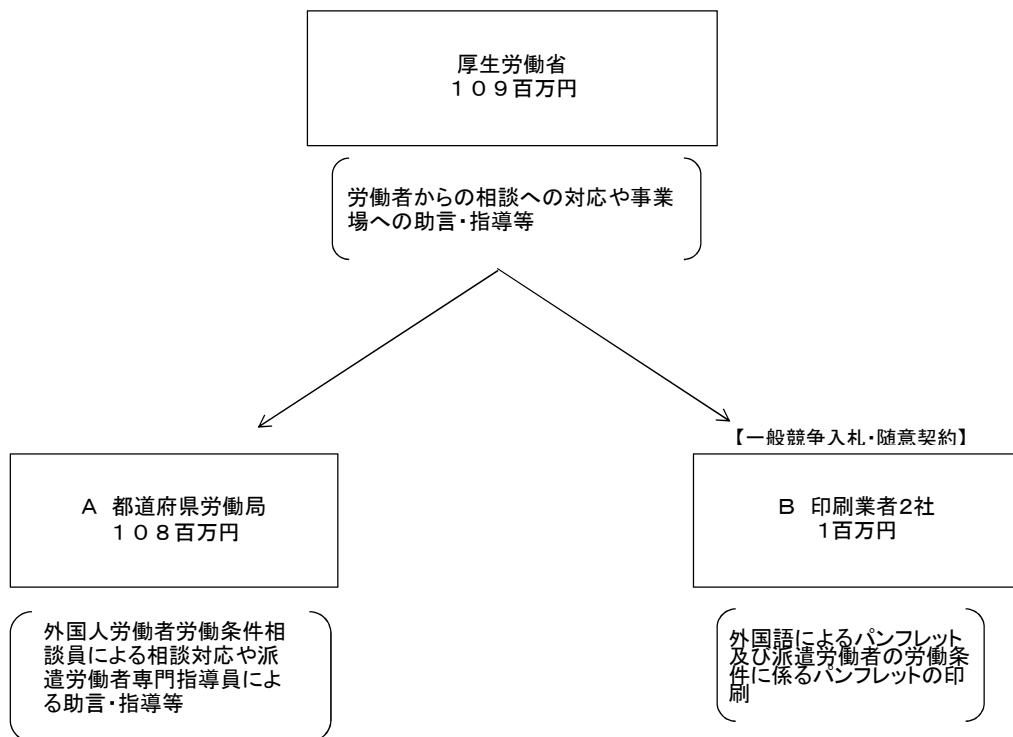 厚生労働省
１０９百万円
労働者からの相談への対応や事業
場への助言・指導等
【一般競争入札・随意契約】
A　都道府県労働局
１０８百万円
B　印刷業者2社
1百万円
外国人労働者労働条件相
談員による相談対応や派
遣労働者専門指導員によ
る助言・指導等
外国語によるパンフレット
及び派遣労働者の労働条
件に係るパンフレットの印
刷